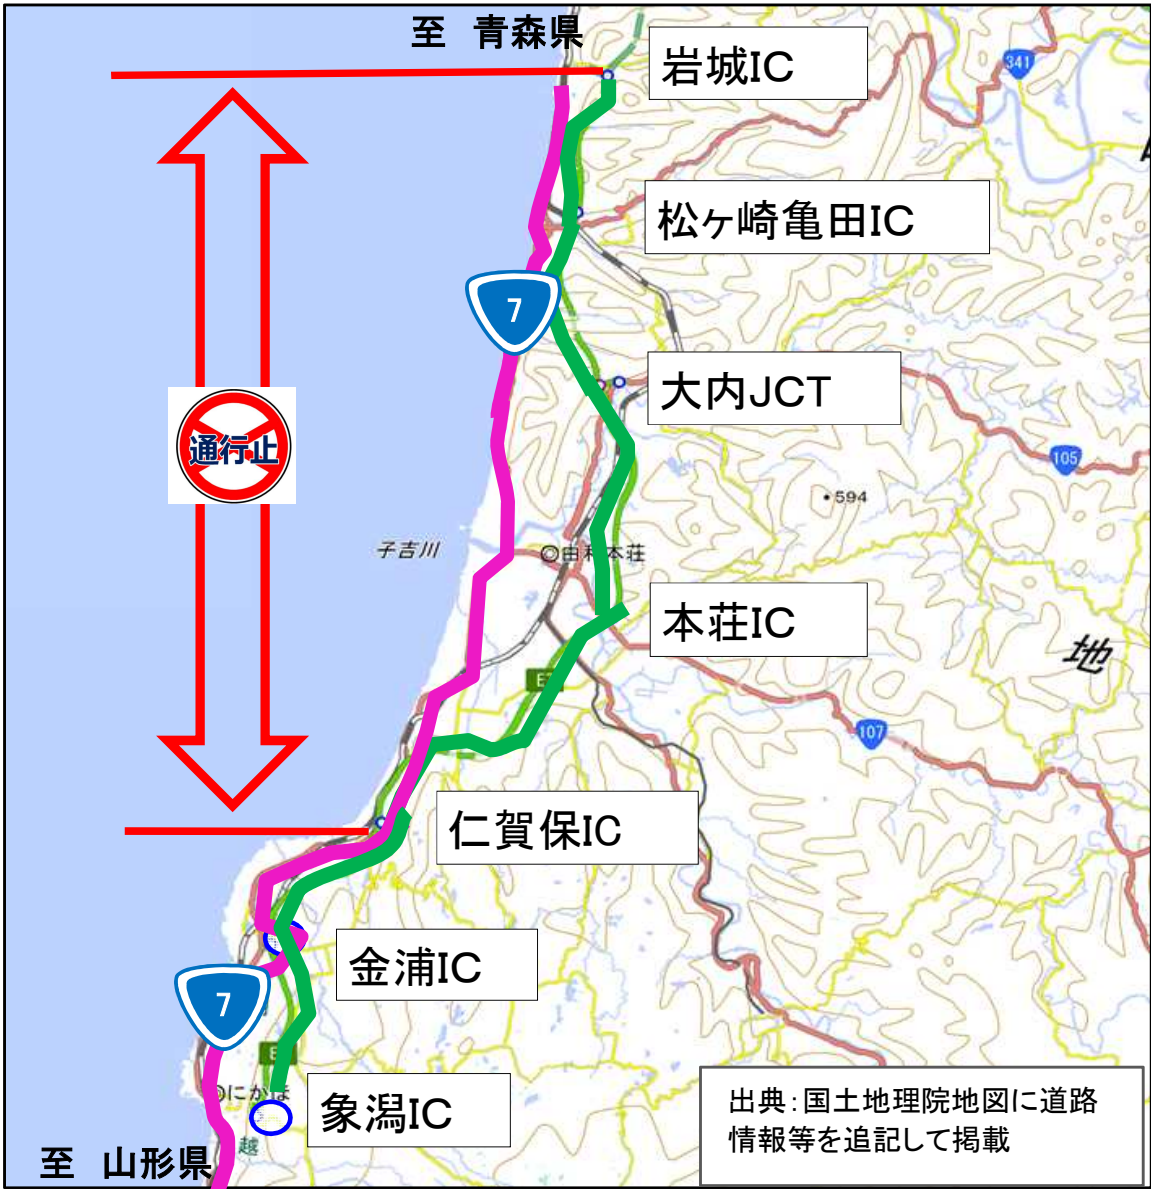 至 青森県
岩城IC
341
松ヶ崎亀田IC
7
大内JCT
通行止
105
・594
子吉川
本荘IC
地
107
仁賀保IC
金浦IC
7
にかほ
象潟IC
越
至 山形県
出典：国土地理院地図に道路
情報等を追記して掲載